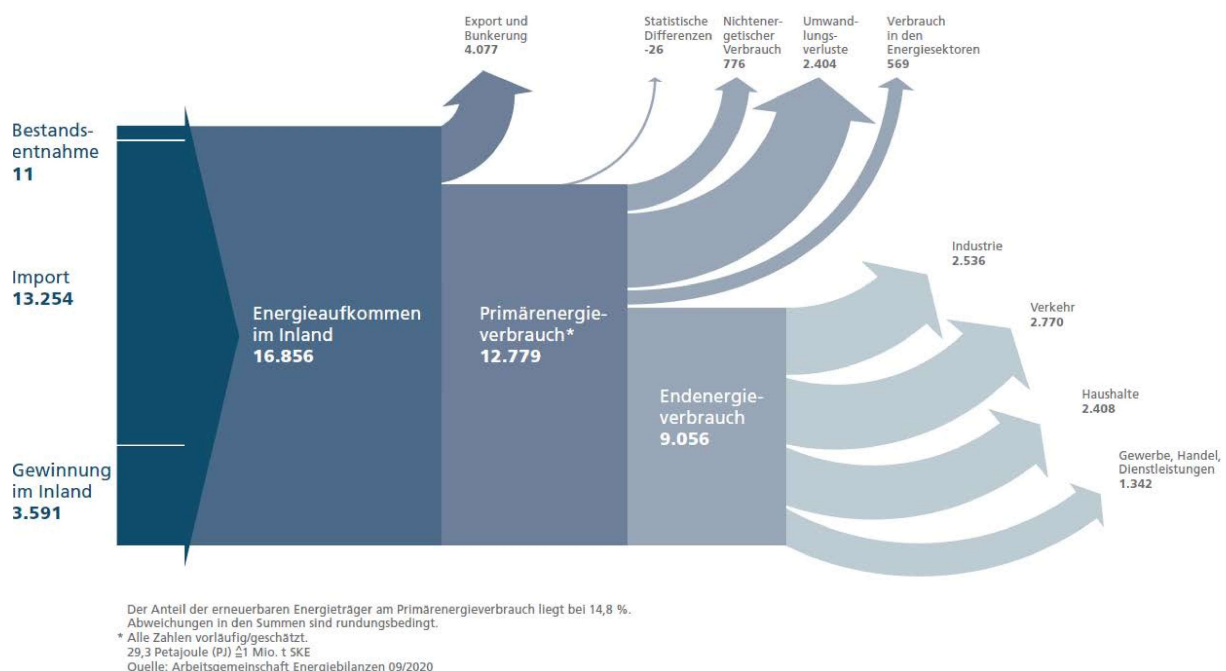 Export und
Bunkerung
4.077
Statistische
Differenzen
-26
Nichtener-
getischer
Verbrauch
776
Umwand-
lungs-
verluste
2.404
Verbrauch
in den
Energiesektoren
569
Bestands-
entnahme
11
Import
13.254
Gewinnung
im Inland
3.591
Energieaufkommen
im Inland
16.856
Primärenergie-
verbrauch*
12.779
Endenergie-
verbrauch
9.056
Industrie
2.536
Verkehr
2.770
Haushalte
2.408
Gewerbe, Handel,
Dienstleistungen
1.342
Der Anteil der erneuerbaren Energieträger am Primärenergieverbrauch liegt bei 14,8 %.
Abweichungen in den Summen sind rundungsbedingt.
* Alle Zahlen vorläufig/geschätzt.
29,3 Petajoule (PJ) ≙1 Mio. t SKE
Quelle: Arbeitsgemeinschaft Energiebilanzen 09/2020